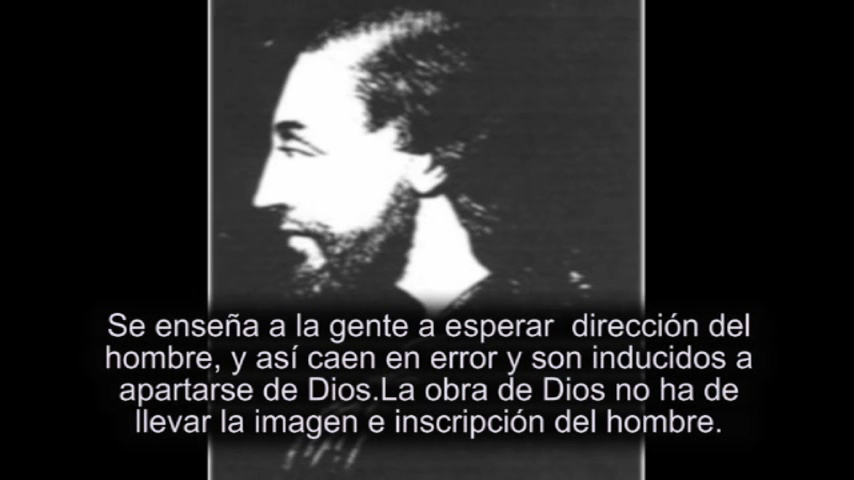 Se enseña a la gente a esperar  dirección del
hombre, y así caen en error y son inducidos a
apartarse de Dios.La obra de Dios no ha de
llevar la imagen e inscripción del hombre.